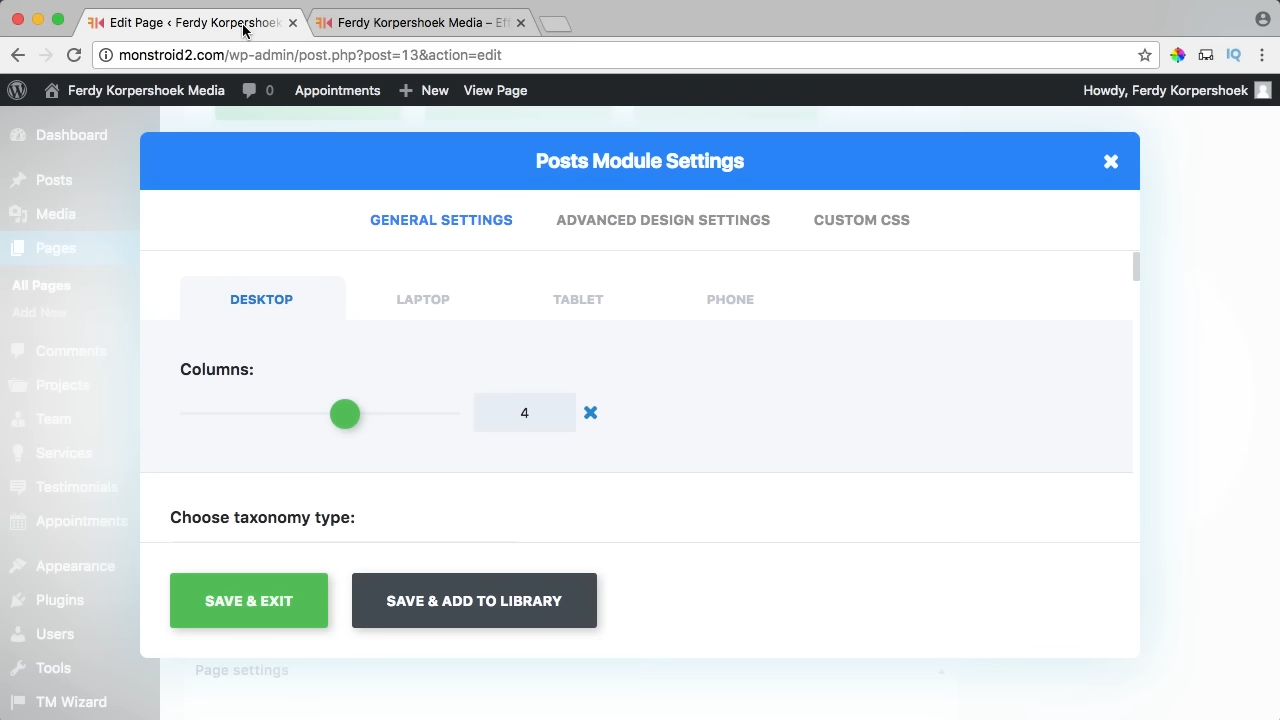 Edit Page ‹ Ferdy Korpershoek
Ferdy Korpershoek Media – Eff
monstroid2.com/wp-admin/post.php?post=13&action=edit
IQ
Ferdy Korpershoek Media
0
Appointments
New
View Page
Howdy, Ferdy Korpershoek
Dashboard
Posts
Media
Pages
All Pages
Add New
Comments
Projects
Team
Services
Testimonials
Appointments
Appearance
Plugins
Users
Tools
TM Wizard
Posts Module Settings
GENERAL SETTINGS
ADVANCED DESIGN SETTINGS
CUSTOM CSS
DESKTOP
LAPTOP
TABLET
PHONE
Columns:
4
Choose taxonomy type:
SAVE & EXIT
SAVE & ADD TO LIBRARY
Page settings